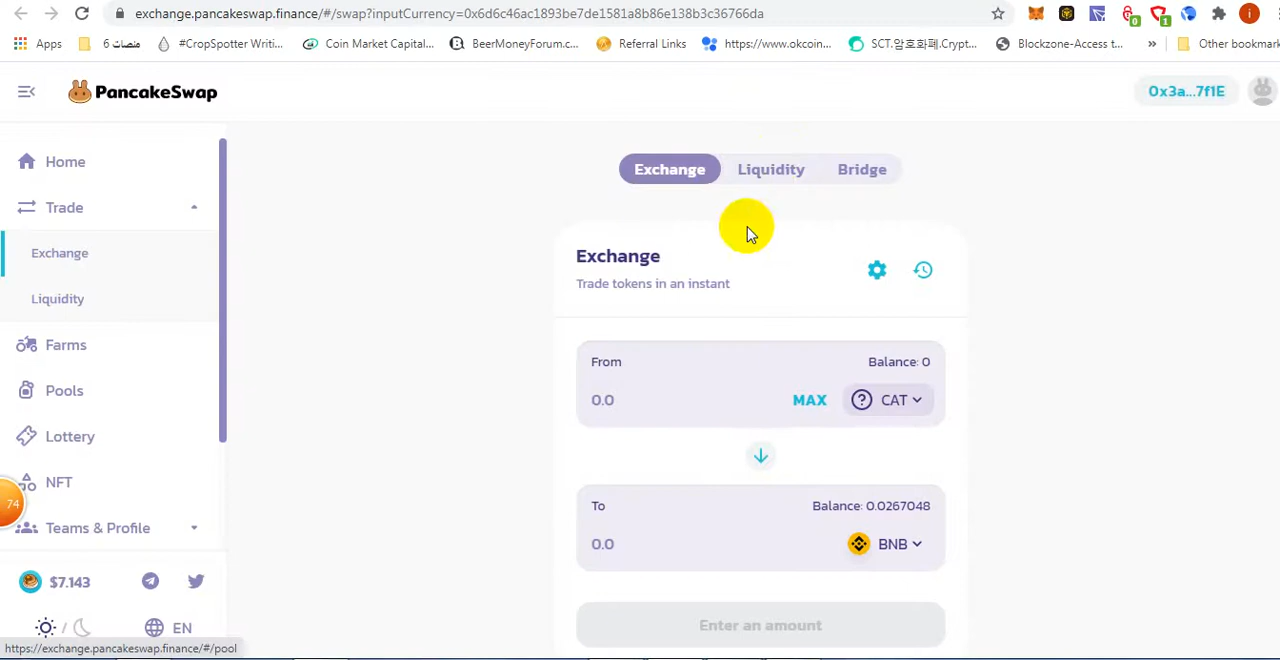 exchange.pancakeswap.finance/#/swap?inputCurrency=0x6d6c46ac1893be7de1581a8b86e138b3c36766da
0
1
i
Apps
منصات 6
#CropSpotter Writi...
Coin Market Capital...
BeerMoneyForum.c...
Referral Links
https://www.okcoin...
SCT.암호화폐.Crypt...
Blockzone-Access t...
»
Other bookmark
PancakeSwap
0x3a...7f1E
Home
Trade
Exchange
Liquidity
Farms
Pools
Lottery
NFT
74
Teams & Profile
$7.143
/
EN
https://exchange.pancakeswap.finance/#/pool
Exchange Liquidity Bridge
Exchange
Trade tokens in an instant
From Balance: 0
0.0 MAX ? CAT
To Balance: 0.0267048
0.0 BNB
Enter an amount